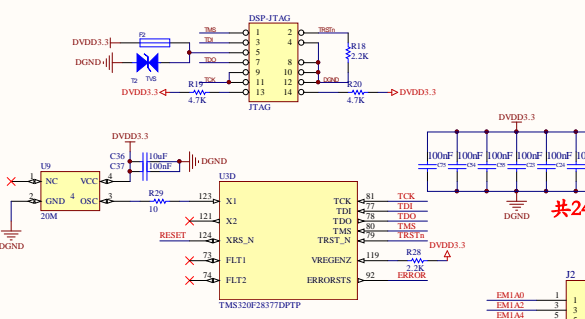 DSP-JTAG
F2
DVDD3.3
DGND
T2 TVS
TMS 1 2 TRSTn
TDI 3 4
5 6
TDO 7 8
9 10
TCK 11 12 DGND
13 14
JTAG
R18
2.2K
R19
4.7K
DVDD3.3
R20
4.7K
DVDD3.3
DVDD3.3
C36 10uF
C37 100nF
DGND
U9
1 NC VCC 4
2 GND OSC 3
4
20M
DGND
R29
10
U3D
123 X1
121 X2
RESET 124 XRS_N
73 FLT1
74 FLT2
TCK 81 TCK
TDI 77 TDI
TDO 78 TDO
TMS 80 TMS
TRST_N 79 TRSTn
VREGENZ 119
R28
2.2K
DVDD3.3
ERRORSTS 92 ERROR
TMS320F28377DPTP
DVDD3.3
100nF 100nF 100nF 100nF 100nF
DGND
共24
J2
EM1A0 1 1
EM1A2 3 3
EM1A4 5 5